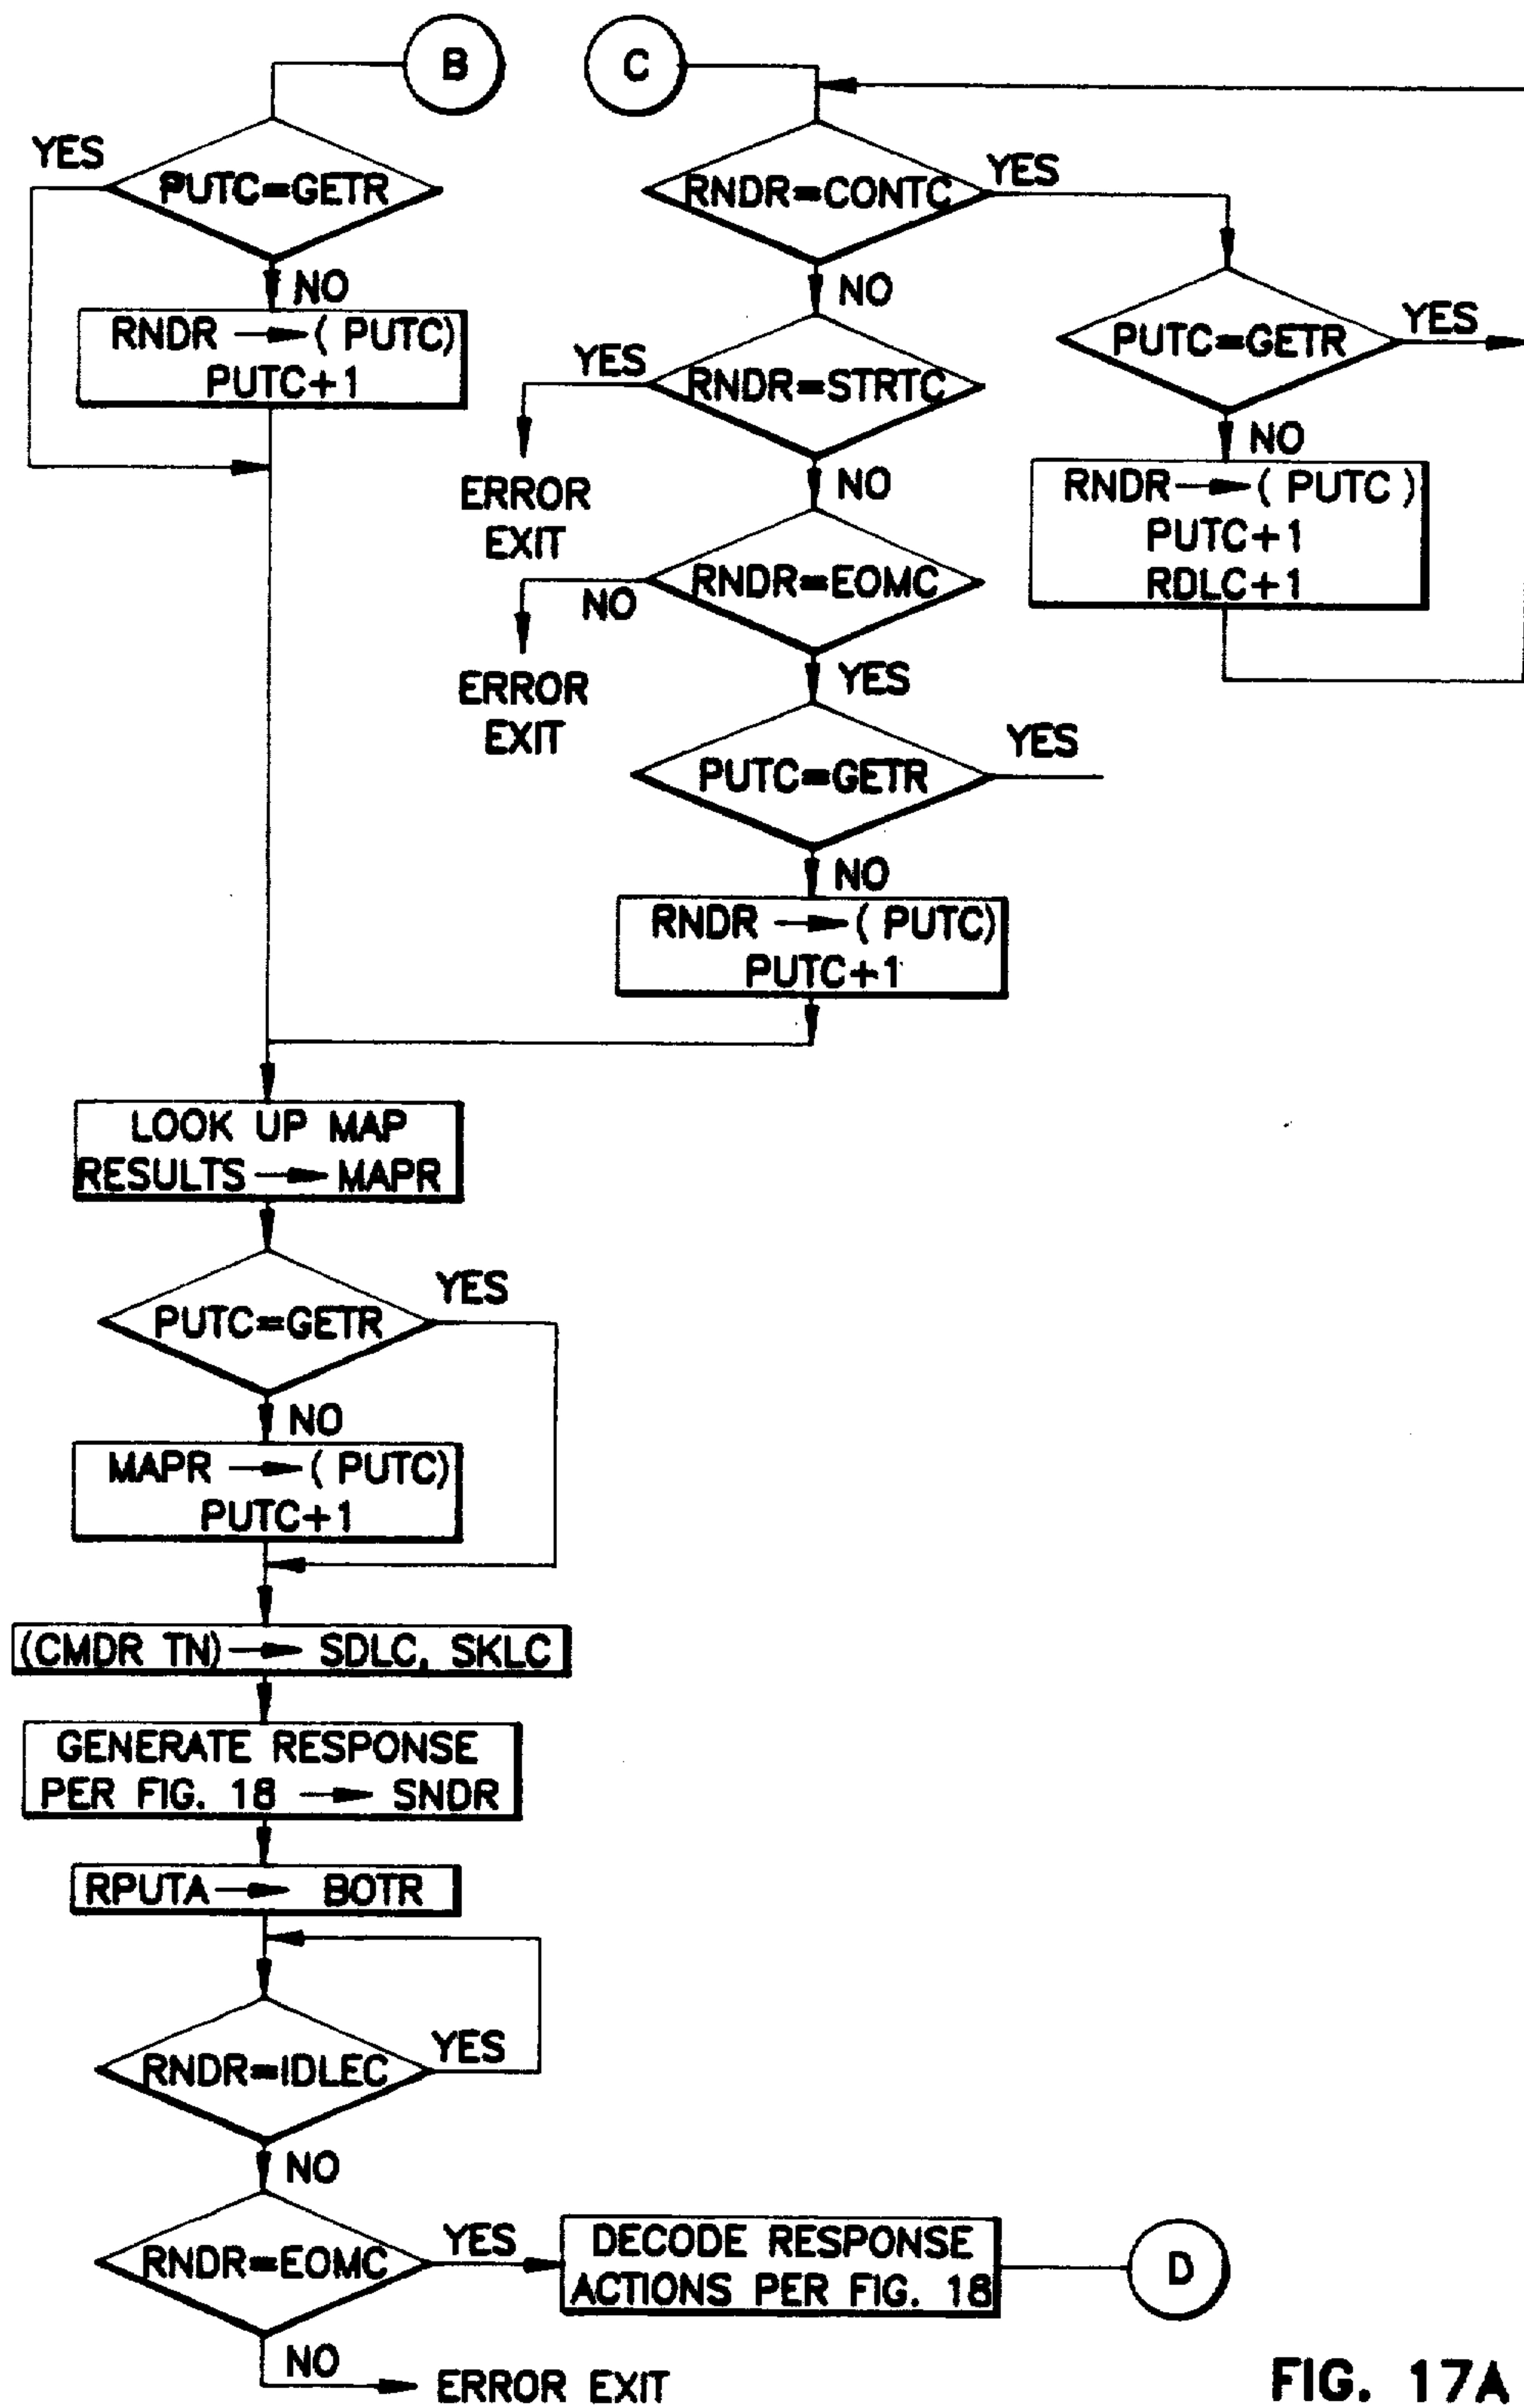 B
C
YES
PUTC=GETR
NO
RNDR → ( PUTC)
PUTC+1
RNDR=CONTC
YES
NO
PUTC=GETR
YES
NO
RNDR → ( PUTC )
PUTC+1
RDLC+1
YES
RNDR=STRTC
ERROR
EXIT
NO
RNDR=EOMC
NO
ERROR
EXIT
YES
PUTC=GETR
YES
NO
RNDR → ( PUTC)
PUTC+1
LOOK UP MAP
RESULTS → MAPR
PUTC=GETR
YES
NO
MAPR → ( PUTC)
PUTC+1
(CMDR TN) → SDLC, SKLC
GENERATE RESPONSE
PER FIG. 18 → SNDR
RPUTA → BOTR
RNDR=IDLEC
YES
NO
RNDR=EOMC
YES
DECODE RESPONSE
ACTIONS PER FIG. 18
D
NO
ERROR EXIT
FIG. 17A